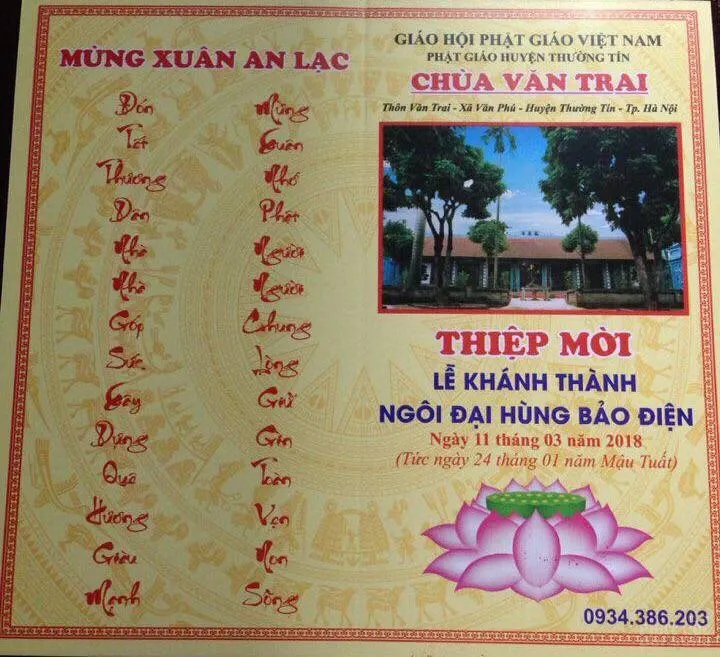 MỪNG XUÂN AN LẠC
Đón Mừng
Tết Xuân
Thương Nhớ
Dân Phật
Nhà Người
Nhà Người
Góp Chung
Sức Lòng
Xây Giữ
Dựng Gìn
Quê Toàn
Hương Vẹn
Giàu Non
Mạnh Sông
GIÁO HỘI PHẬT GIÁO VIỆT NAM
PHẬT GIÁO HUYỆN THƯỜNG TÍN
CHÙA VĂN TRAI
Thôn Văn Trai - Xã Văn Phú - Huyện Thường Tín - Tp. Hà Nội
THIỆP MỜI
LỄ KHÁNH THÀNH
NGÔI ĐẠI HÙNG BẢO ĐIỆN
Ngày 11 tháng 03 năm 2018
(Tức ngày 24 tháng 01 năm Mậu Tuất)
0934.386.203